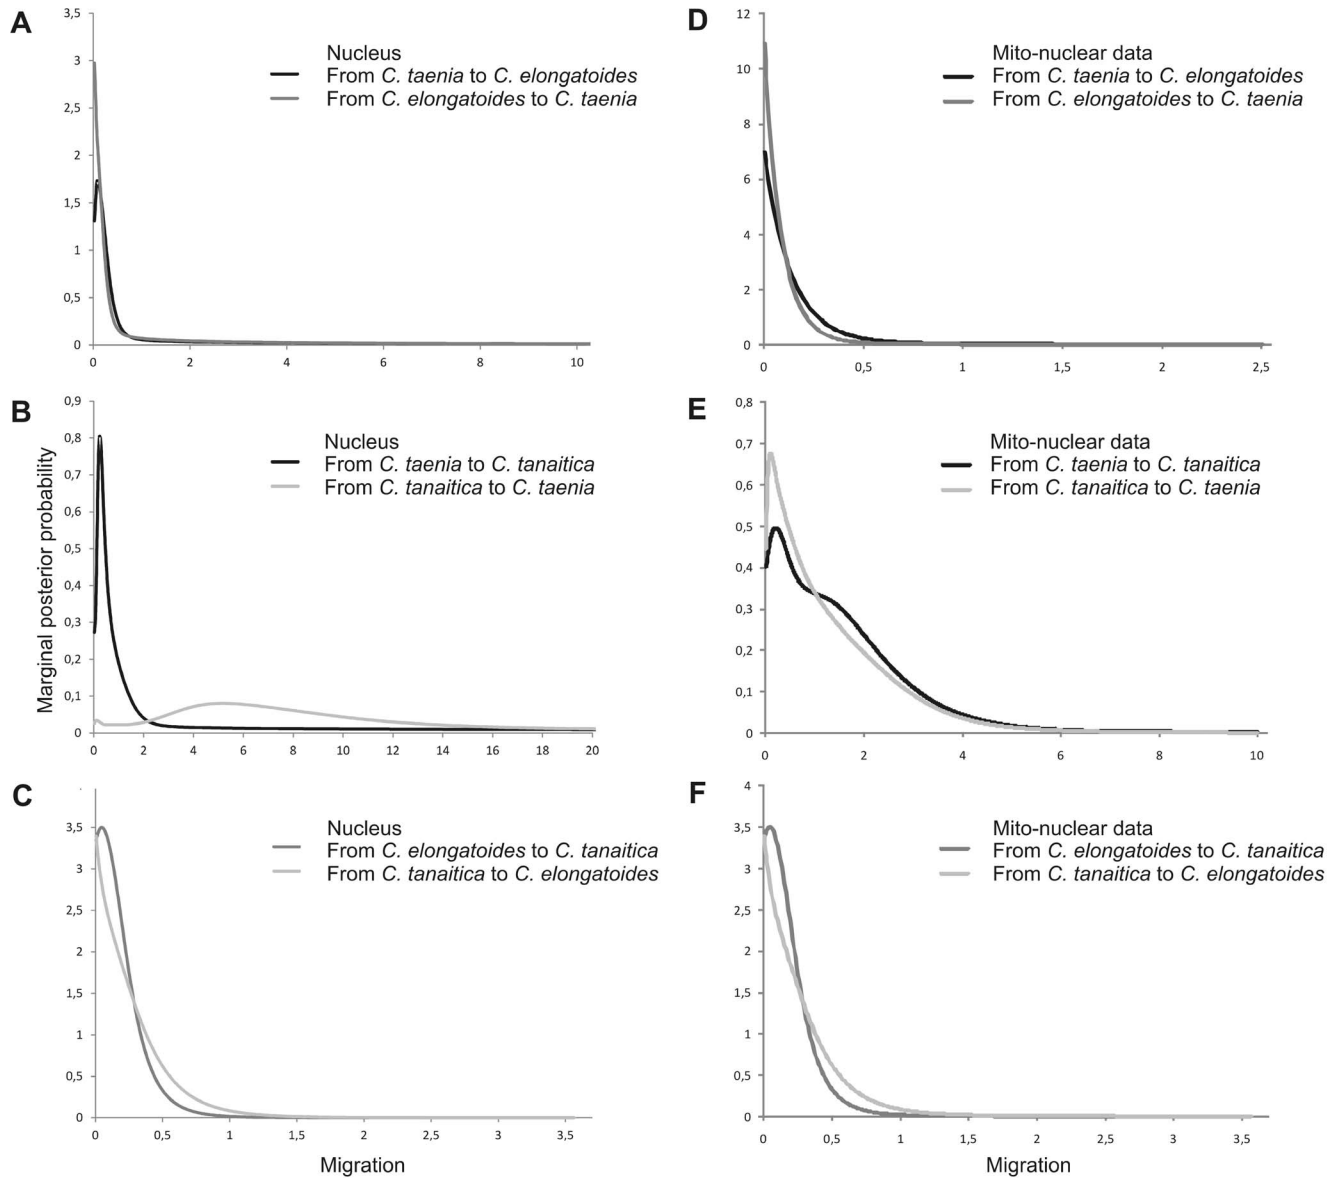 A
3,5
3
2,5
2
1,5
1
0,5
0
0 2 4 6 8 10
Nucleus
From C. taenia to C. elongatoides
From C. elongatoides to C. taenia
D
12
10
8
6
4
2
0
0 0,5 1 1,5 2 2,5
Mito-nuclear data
From C. taenia to C. elongatoides
From C. elongatoides to C. taenia
B
Marginal posterior probability
0,9
0,8
0,7
0,6
0,5
0,4
0,3
0,2
0,1
0
0 2 4 6 8 10 12 14 16 18 20
Nucleus
From C. taenia to C. tanaitica
From C. tanaitica to C. taenia
E
0,8
0,7
0,6
0,5
0,4
0,3
0,2
0,1
0
0 2 4 6 8 10
Mito-nuclear data
From C. taenia to C. tanaitica
From C. tanaitica to C. taenia
C
3,5
3
2,5
2
1,5
1
0,5
0
0 0,5 1 1,5 2 2,5 3 3,5
Nucleus
From C. elongatoides to C. tanaitica
From C. tanaitica to C. elongatoides
Migration
F
4
3,5
3
2,5
2
1,5
1
0,5
0
0 0,5 1 1,5 2 2,5 3 3,5
Mito-nuclear data
From C. elongatoides to C. tanaitica
From C. tanaitica to C. elongatoides
Migration